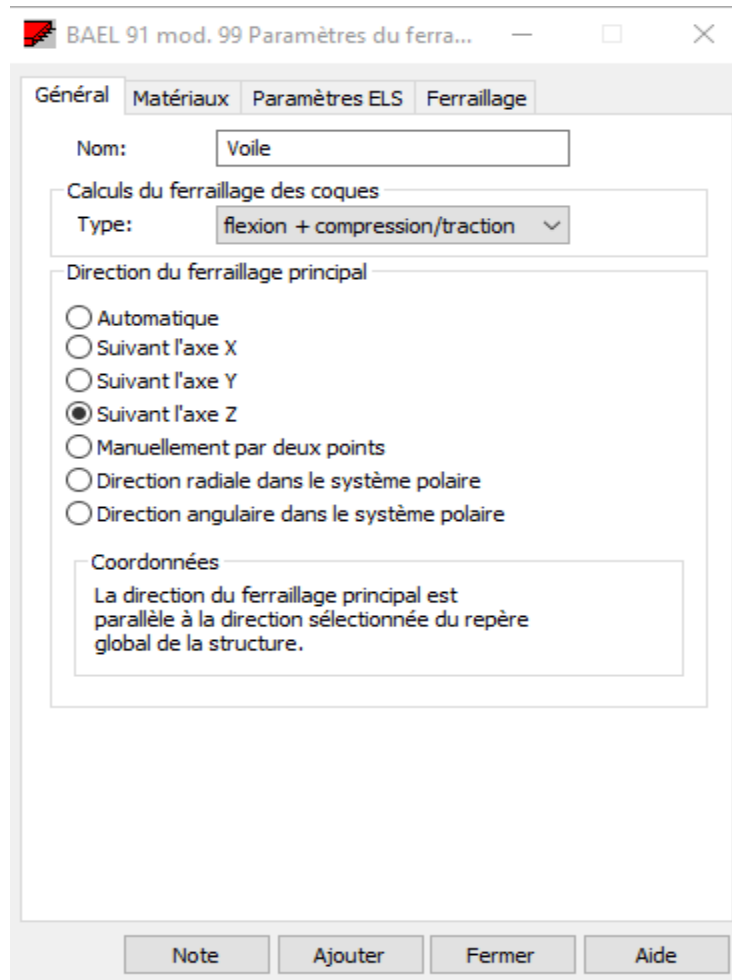 BAEL 91 mod. 99 Paramètres du ferra...
Général Matériaux Paramètres ELS Ferraillage
Nom: Voile
Calculs du ferraillage des coques
Type: flexion + compression/traction
Direction du ferraillage principal
Automatique
Suivant l'axe X
Suivant l'axe Y
Suivant l'axe Z
Manuellement par deux points
Direction radiale dans le système polaire
Direction angulaire dans le système polaire
Coordonnées
La direction du ferraillage principal est
parallèle à la direction sélectionnée du repère
global de la structure.
Note Ajouter Fermer Aide